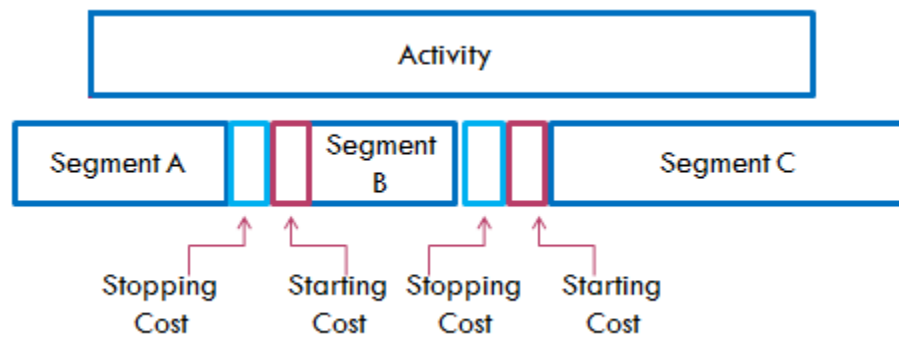 Activity
Segment A
Segment
B
Segment C
Stopping
Cost
Starting
Cost
Stopping
Cost
Starting
Cost